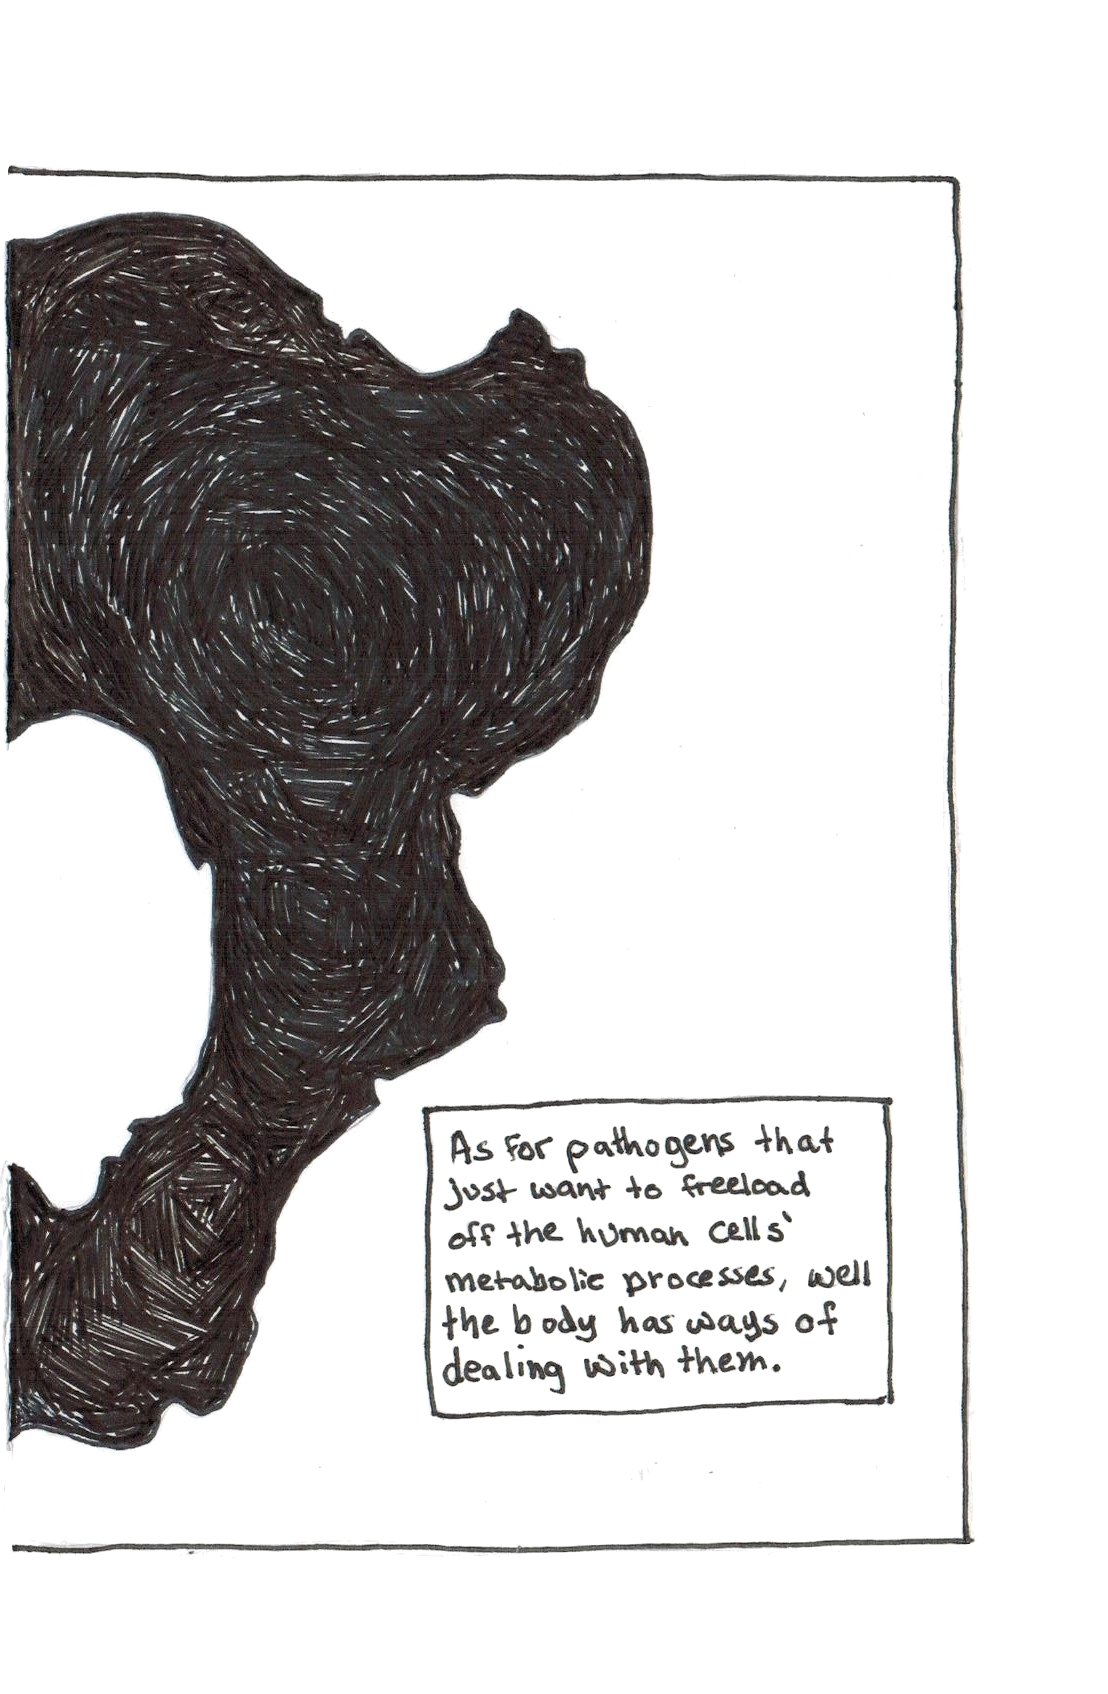 As for pathogens that
just want to freeload
off the human cells'
metabolic processes, well
the body has ways of
dealing with them.